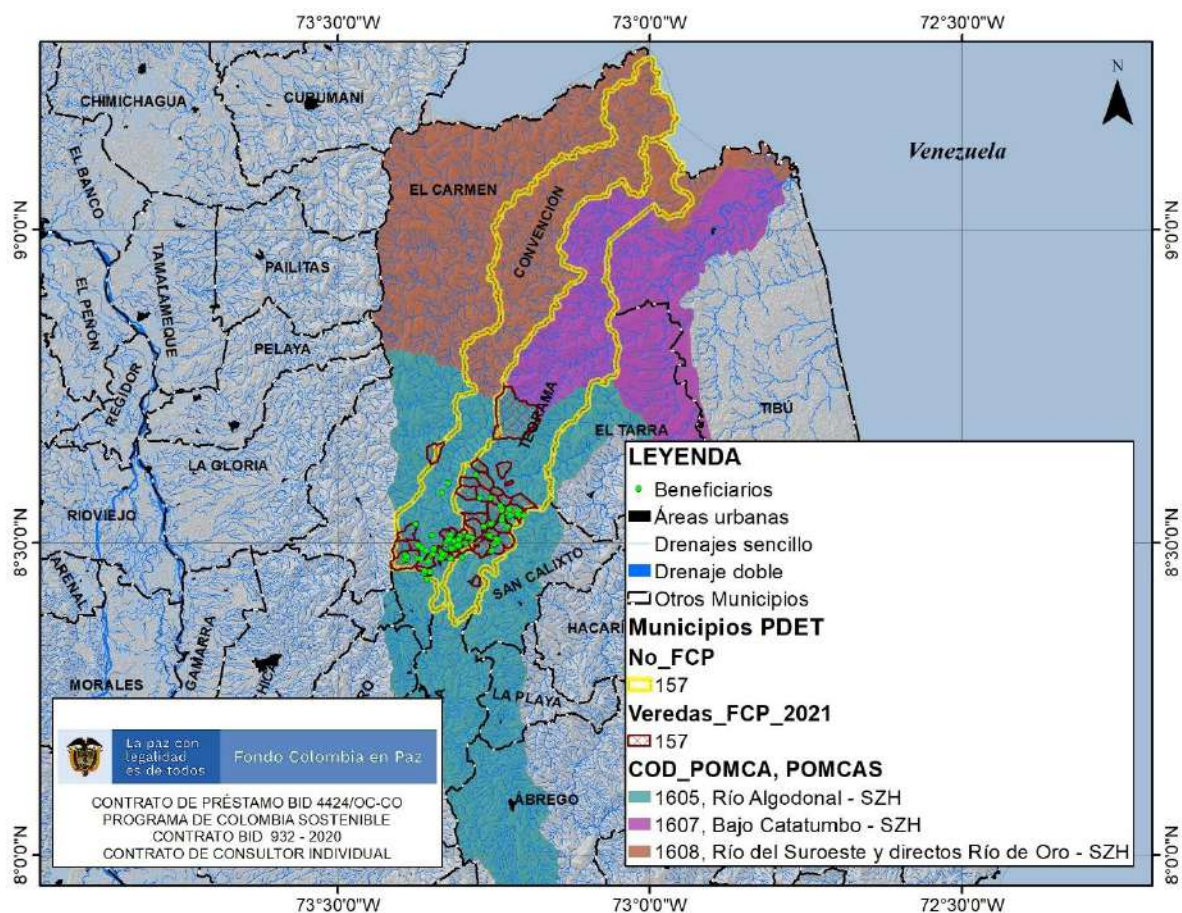 73°30'0"W
73°0'0"W
72°30'0"W
N
CHIMICHAGUA
CURUMANÍ
EL BANCO
EL CARMEN
Venezuela
9°0'0"N
9°0'0"N
CONVENCIÓN
TAMALAMEQUE
PAILITAS
EL PEÑÓN
PELAYA
REGIDOR
TEORAMA
TIBÚ
EL TARRA
LA GLORIA
RIOVIEJO
8°30'0"N
8°30'0"N
ARENAL
SAN CALIXTO
HACARÍ
GAMARRA
MORALES
LA PLAYA
ÁBREGO
8°0'0"N
8°0'0"N
LEYENDA
Beneficiarios
Áreas urbanas
Drenajes sencillo
Drenaje doble
Otros Municipios
Municipios PDET
No_FCP
157
Veredas_FCP_2021
157
COD_POMCA, POMCAS
1605, Río Algodonal - SZH
1607, Bajo Catatumbo - SZH
1608, Río del Suroeste y directos Río de Oro - SZH
La paz con
legalidad
es de todos
Fondo Colombia en Paz
CONTRATO DE PRÉSTAMO BID 4424/OC-CO
PROGRAMA DE COLOMBIA SOSTENIBLE
CONTRATO BID 932 - 2020
CONTRATO DE CONSULTOR INDIVIDUAL
73°30'0"W
73°0'0"W
72°30'0"W